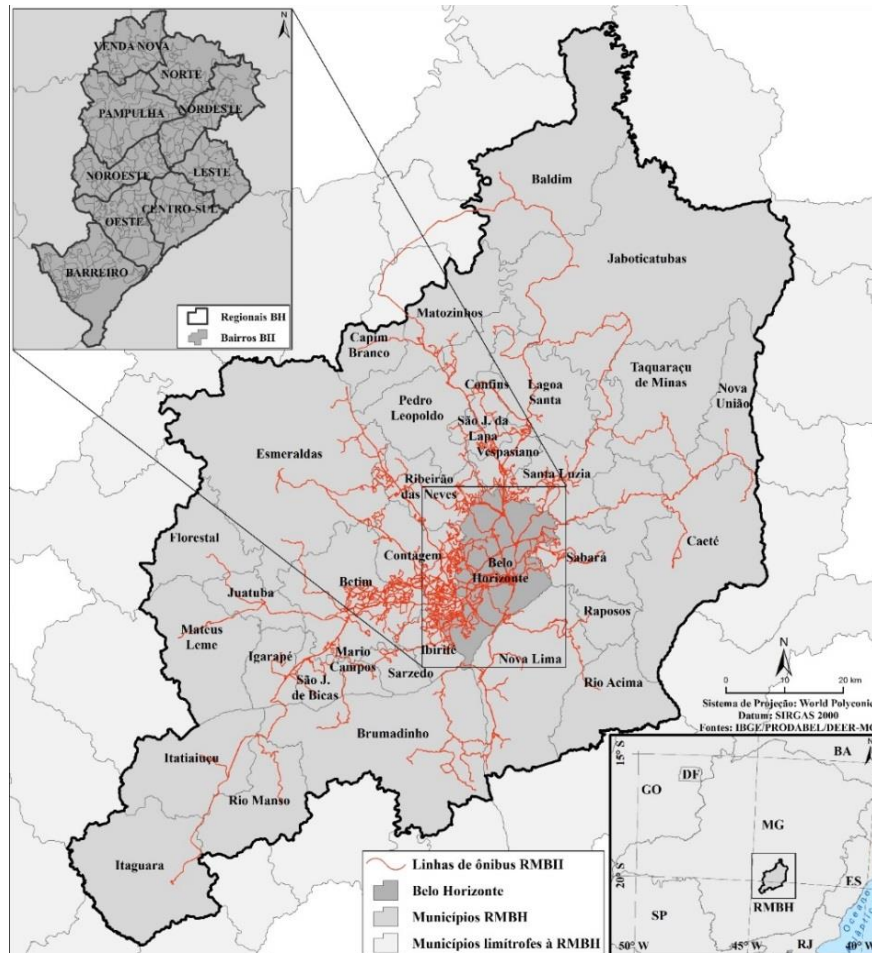 N
VENDA NOVA
NORTE
PAMPULHA
NORDESTE
NOROESTE
LESTE
CENTRO-SUL
OESTE
BARREIRO
Regionais BH
Bairros BH
Baldim
Jaboticatubas
Matozinhos
Capim
Branco
Confins
Lagoa
Santa
Taquaraçu
de Minas
Nova
União
Pedro
Leopoldo
São J. da
Lapa
Vespasiano
Esmeraldas
Ribeirão
das Neves
Santa Luzia
Florestal
Contagem
Belo
Horizonte
Sabará
Caeté
Juatuba
Betim
Mateus
Leme
Raposos
Igarapé
Mario
Campos
Ibirité
Nova Lima
São J.
de Bicas
Sarzedo
Rio Acima
Brumadinho
Itatiaiuçu
Rio Manso
Itaguara
N
0 10 20 km
Sistema de Projeção: World Polyconic
Datum: SIRGAS 2000
Fontes: IBGE/PRODABEL/DEER-MG
Linhas de ônibus RMBH
Belo Horizonte
Municípios RMBH
Municípios limítrofes à RMBH
N
15° S
BA
DF
GO
MG
20° S
ES
RMBH
SP
RJ
Oceano
Atlântico
50° W 45° W 40° W